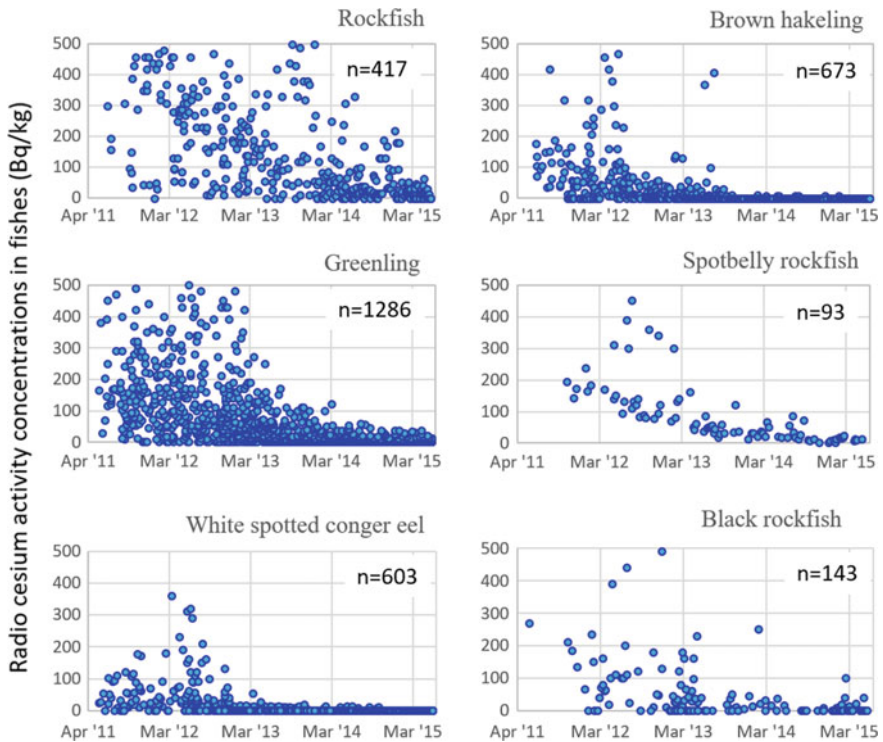 Radio cesium activity concentrations in fishes (Bq/kg)
Rockfish
n=417
500
400
300
200
100
0
Apr '11 Mar '12 Mar '13 Mar '14 Mar '15
Brown hakeling
n=673
500
400
300
200
100
0
Apr '11 Mar '12 Mar '13 Mar '14 Mar '15
Greenling
n=1286
500
400
300
200
100
0
Apr '11 Mar '12 Mar '13 Mar '14 Mar '15
Spotbelly rockfish
n=93
500
400
300
200
100
0
Apr '11 Mar '12 Mar '13 Mar '14 Mar '15
White spotted conger eel
n=603
500
400
300
200
100
0
Apr '11 Mar '12 Mar '13 Mar '14 Mar '15
Black rockfish
n=143
500
400
300
200
100
0
Apr '11 Mar '12 Mar '13 Mar '14 Mar '15